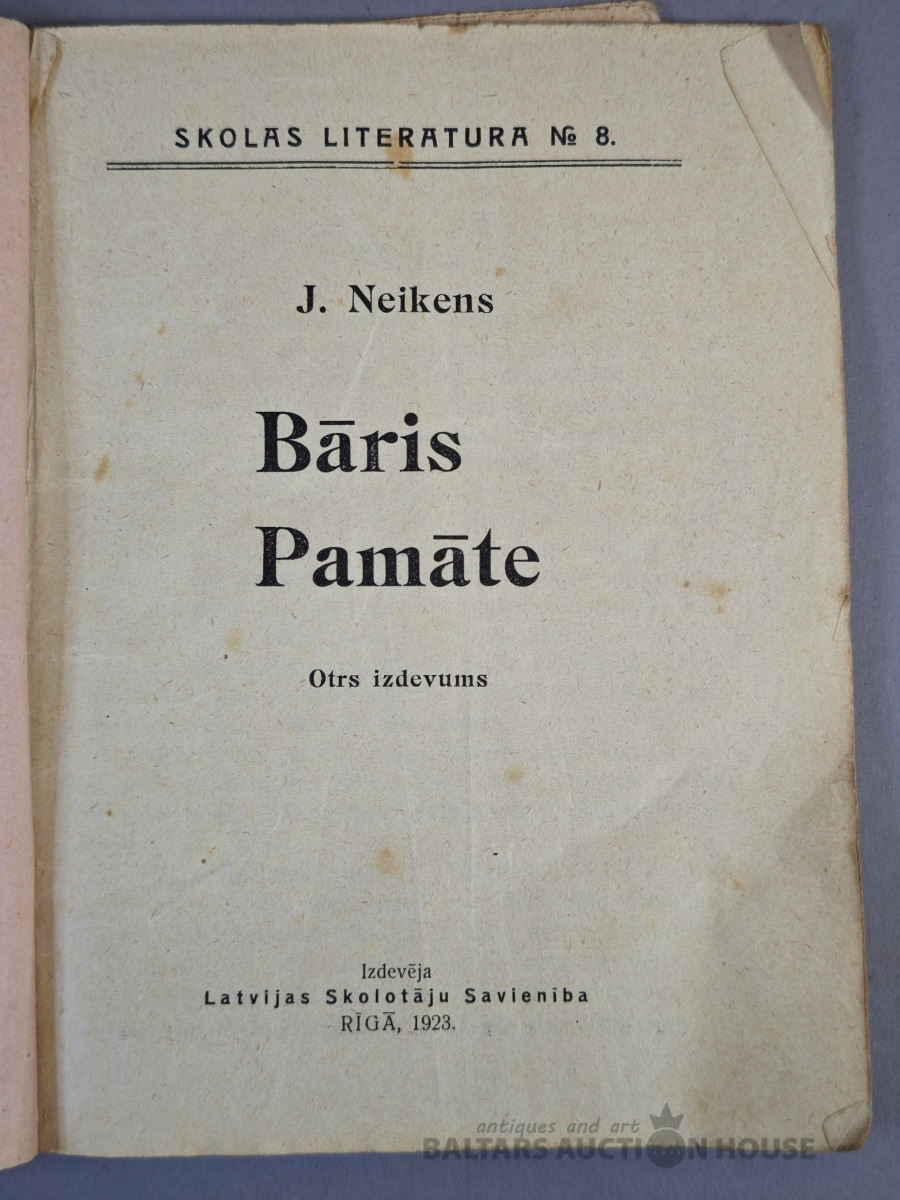 SKOLAS LITERATURA № 8.
J. Neikens
Bāris
Pamāte
Otrs izdevums
Izdevēja
Latvijas Skolotāju Savienība
RĪGĀ, 1923.
antiques and art
BALTARS AUCTION HOUSE